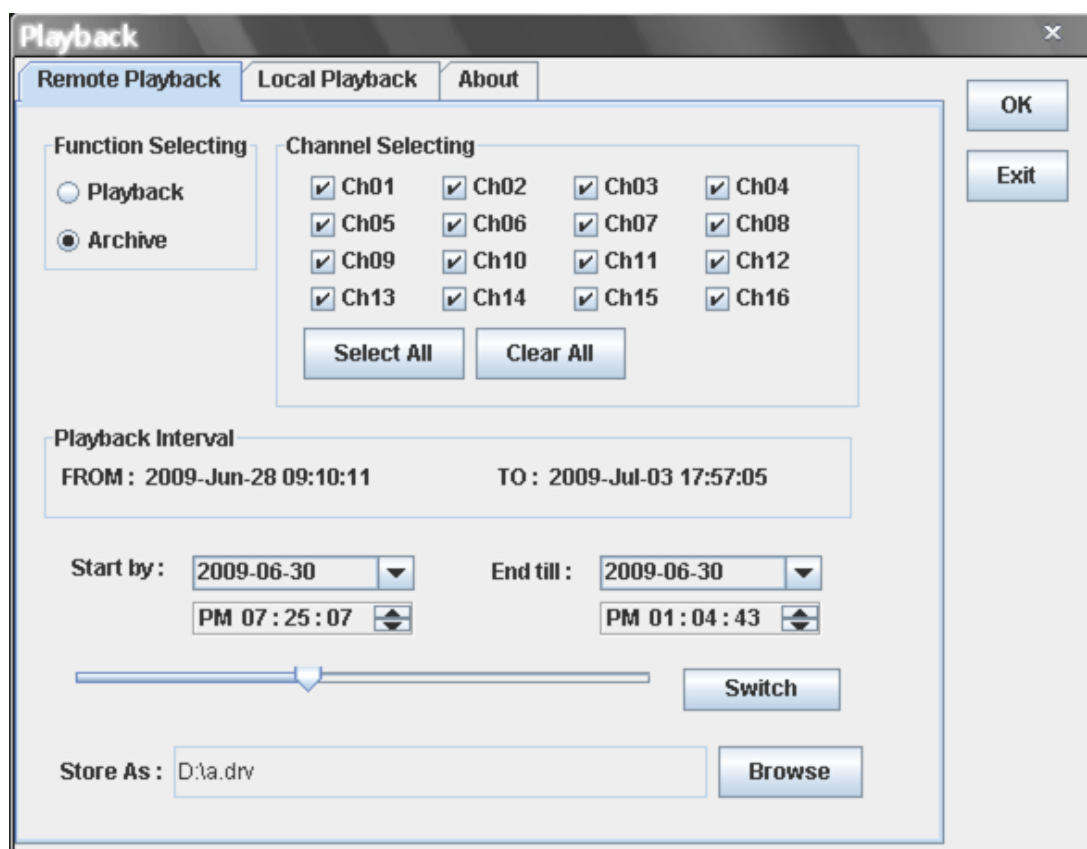 Playback
Remote Playback Local Playback About
OK
Exit
Function Selecting
Playback
Archive
Channel Selecting
Ch01 Ch02 Ch03 Ch04
Ch05 Ch06 Ch07 Ch08
Ch09 Ch10 Ch11 Ch12
Ch13 Ch14 Ch15 Ch16
Select All Clear All
Playback Interval
FROM : 2009-Jun-28 09:10:11 TO : 2009-Jul-03 17:57:05
Start by : 2009-06-30 End till : 2009-06-30
PM 07 : 25 : 07 PM 01 : 04 : 43
Switch
Store As : D:\a.drv Browse